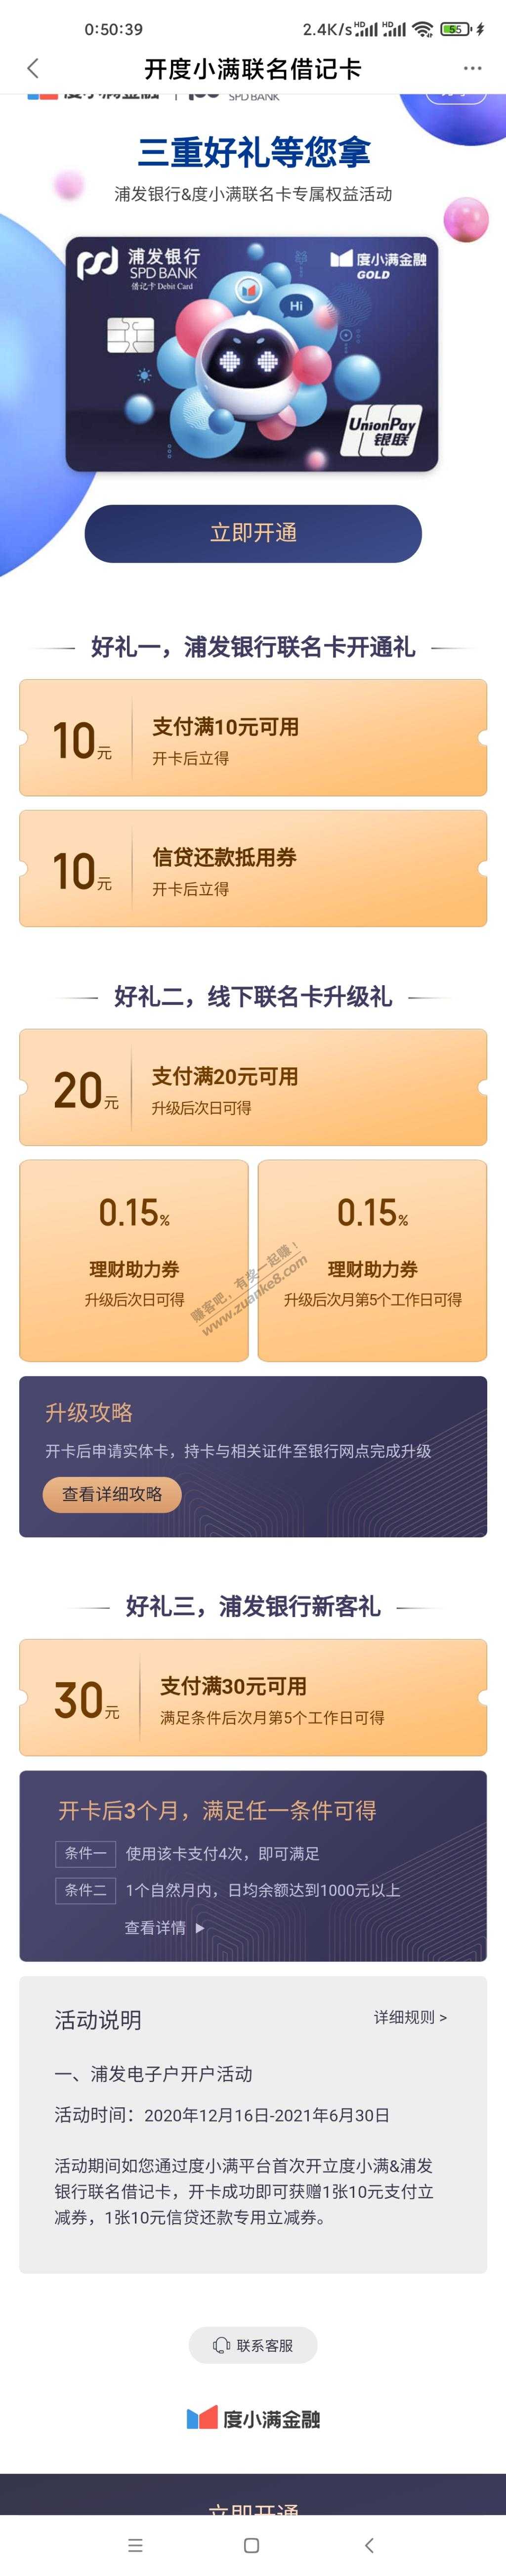 0:50:39
2.4K/s HD HD 55
开度小满联名借记卡
度小满金融 SPD BANK
三重好礼等您拿
浦发银行&度小满联名卡专属权益活动
浦发银行
SPD BANK
借记卡 Debit Card
度小满金融
GOLD
Hi
UnionPay
银联
立即开通
好礼一，浦发银行联名卡开通礼
10元
支付满10元可用
开卡后立得
10元
信贷还款抵用券
开卡后立得
好礼二，线下联名卡升级礼
20元
支付满20元可用
升级后次日可得
0.15%
理财助力券
升级后次日可得
0.15%
理财助力券
升级后次月第5个工作日可得
赚客吧，有奖一起赚！
www.zuanke8.com
升级攻略
开卡后申请实体卡，持卡与相关证件至银行网点完成升级
查看详细攻略
好礼三，浦发银行新客礼
30元
支付满30元可用
满足条件后次月第5个工作日可得
开卡后3个月，满足任一条件可得
条件一 使用该卡支付4次，即可满足
条件二 1个自然月内，日均余额达到1000元以上
查看详情
活动说明
详细规则 >
一、浦发电子户开户活动
活动时间：2020年12月16日-2021年6月30日
活动期间如您通过度小满平台首次开立度小满&浦发
银行联名借记卡，开卡成功即可获赠1张10元支付立
减券，1张10元信贷还款专用立减券。
联系客服
度小满金融
立即开通